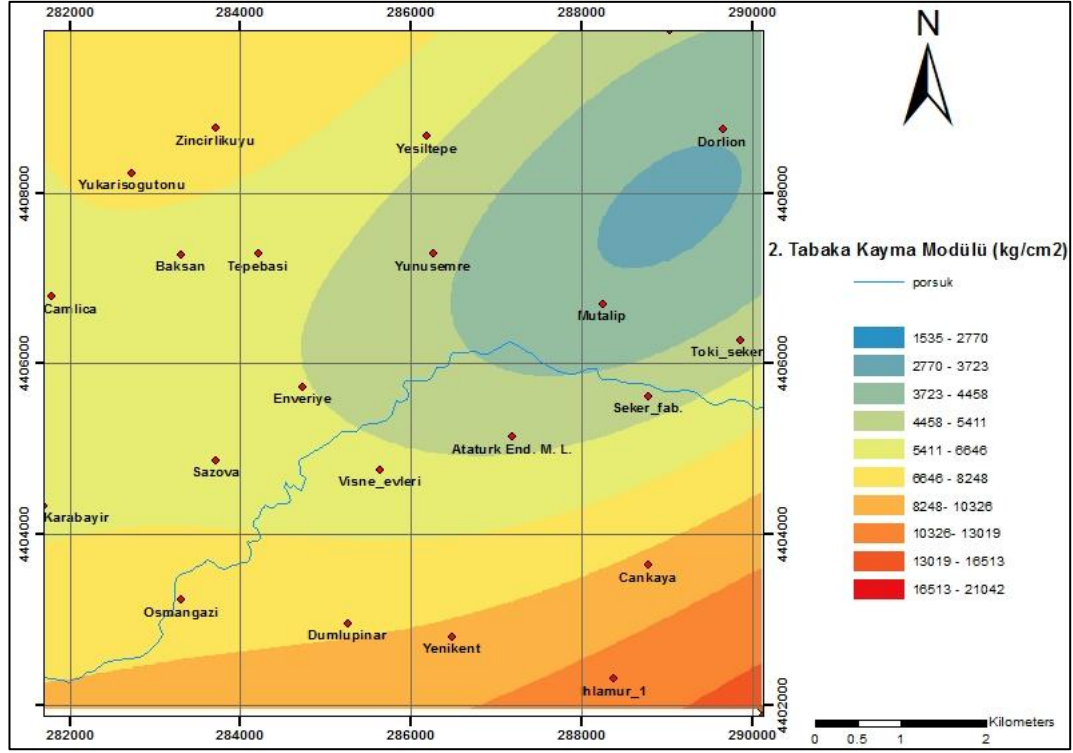 282000 284000 286000 288000 290000
N
Zincirlikuyu
Yesiltepe
Dorlion
Yukarisogutonu
4408000 4408000
2. Tabaka Kayma Modülü (kg/cm2)
Baksan Tepebasi Yunusemre
porsuk
Camlica
Mutalip
1535 - 2770
Toki_seker
2770 - 3723
4406000 4406000
3723 - 4458
Enveriye
Seker_fab.
4458 - 5411
Ataturk End. M. L.
5411 - 6646
Sazova
Visne_evleri
6646 - 8248
Karabayir
8248- 10326
4404000 4404000
10326- 13019
Cankaya
13019 - 16513
16513 - 21042
Osmangazi
Dumlupinar
Yenikent
hlamur_1
4402000 4402000
Kilometers
0 0.5 1 2
282000 284000 286000 288000 290000